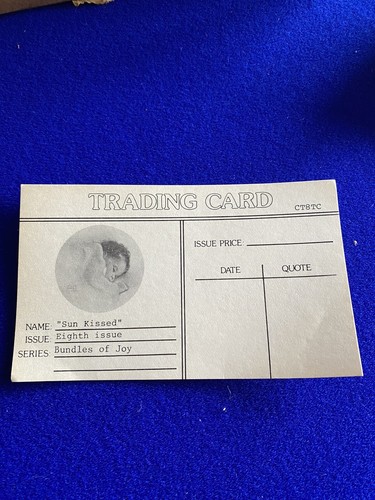 TRADING CARD
CT8TC
NAME: "Sun Kissed"
ISSUE: Eighth issue
SERIES: Bundles of Joy
ISSUE PRICE:
DATE QUOTE